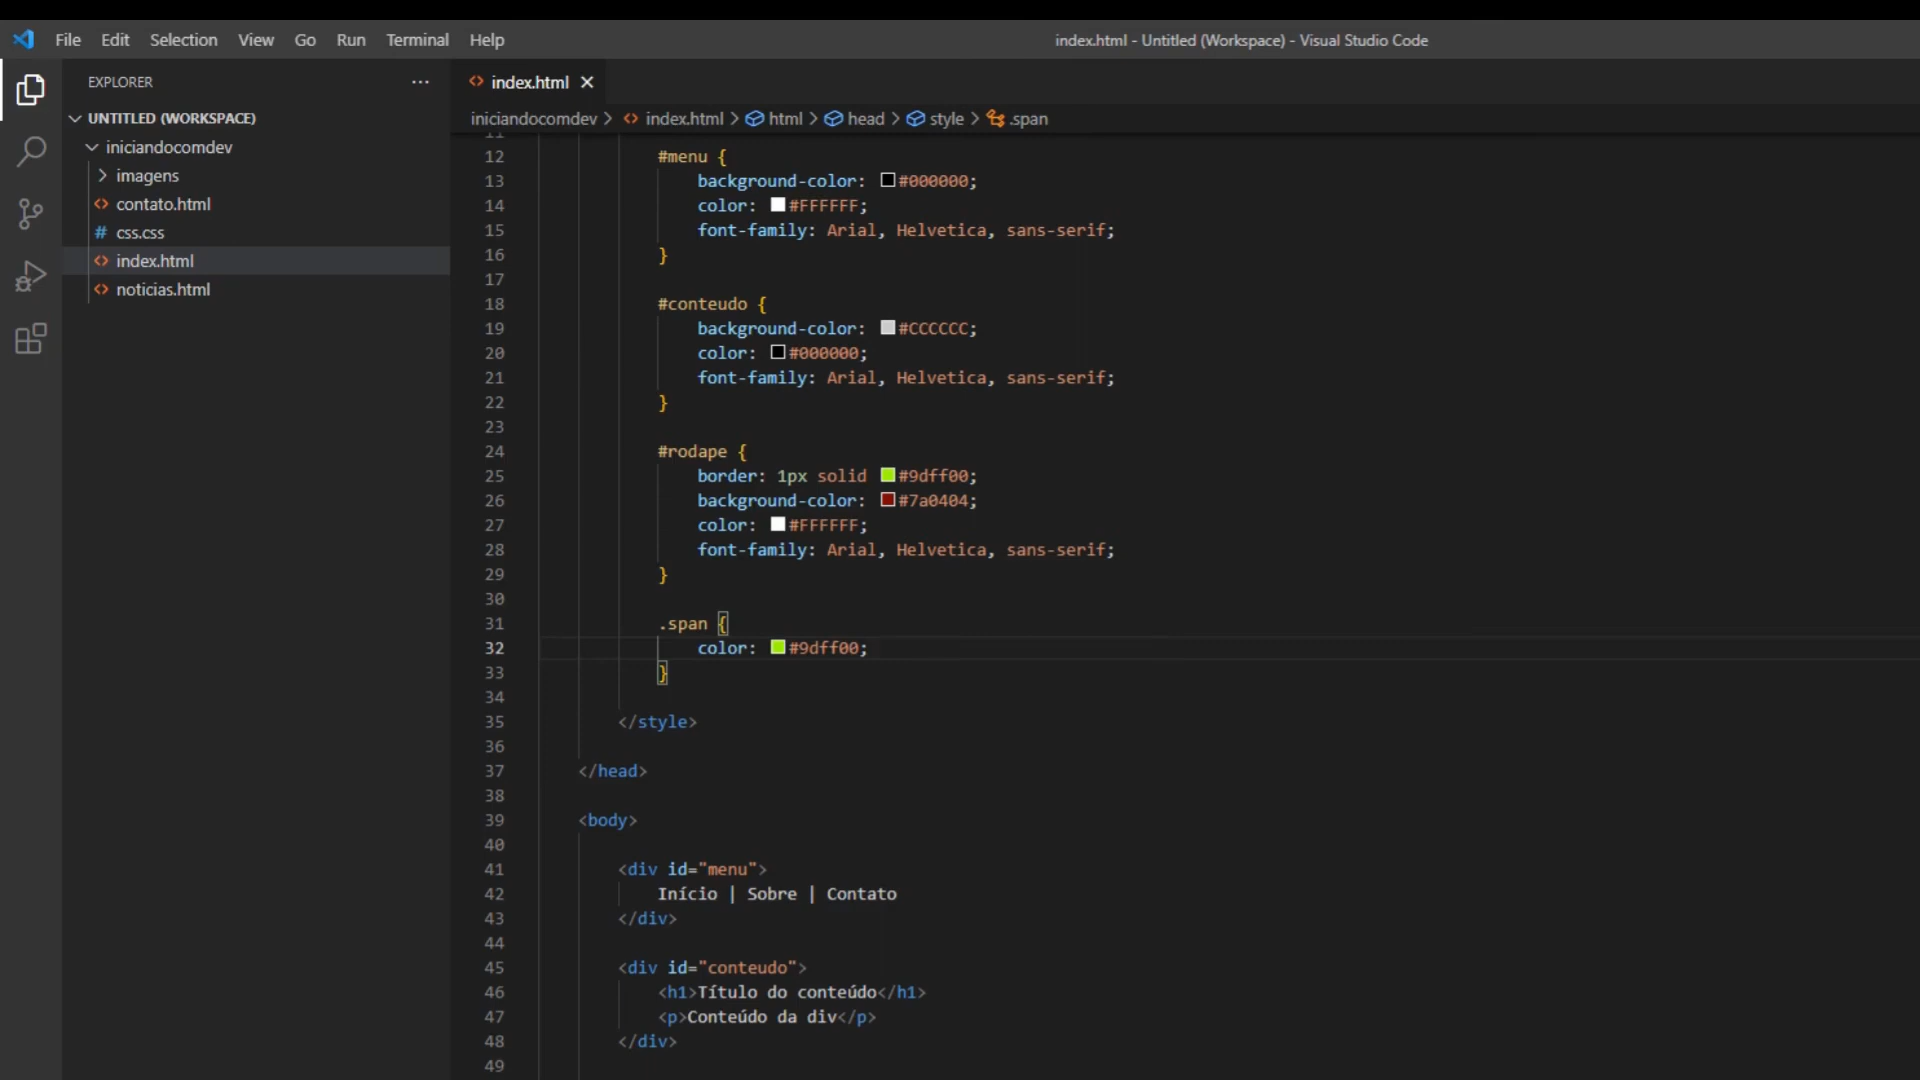 File Edit Selection View Go Run Terminal Help
index.html - Untitled (Workspace) - Visual Studio Code
EXPLORER ···
UNTITLED (WORKSPACE)
iniciandocomdev
imagens
contato.html
# css.css
index.html
noticias.html
index.html
iniciandocomdev > index.html > html > head > style > .span
11
12 #menu {
13 background-color: #000000;
14 color: #FFFFFF;
15 font-family: Arial, Helvetica, sans-serif;
16 }
17
18 #conteudo {
19 background-color: #CCCCCC;
20 color: #000000;
21 font-family: Arial, Helvetica, sans-serif;
22 }
23
24 #rodape {
25 border: 1px solid #9dff00;
26 background-color: #7a0404;
27 color: #FFFFFF;
28 font-family: Arial, Helvetica, sans-serif;
29 }
30
31 .span {
32 color: #9dff00;
33 }
34
35 </style>
36
37 </head>
38
39 <body>
40
41 <div id="menu">
42 Início | Sobre | Contato
43 </div>
44
45 <div id="conteudo">
46 <h1>Título do conteúdo</h1>
47 <p>Conteúdo da div</p>
48 </div>
49